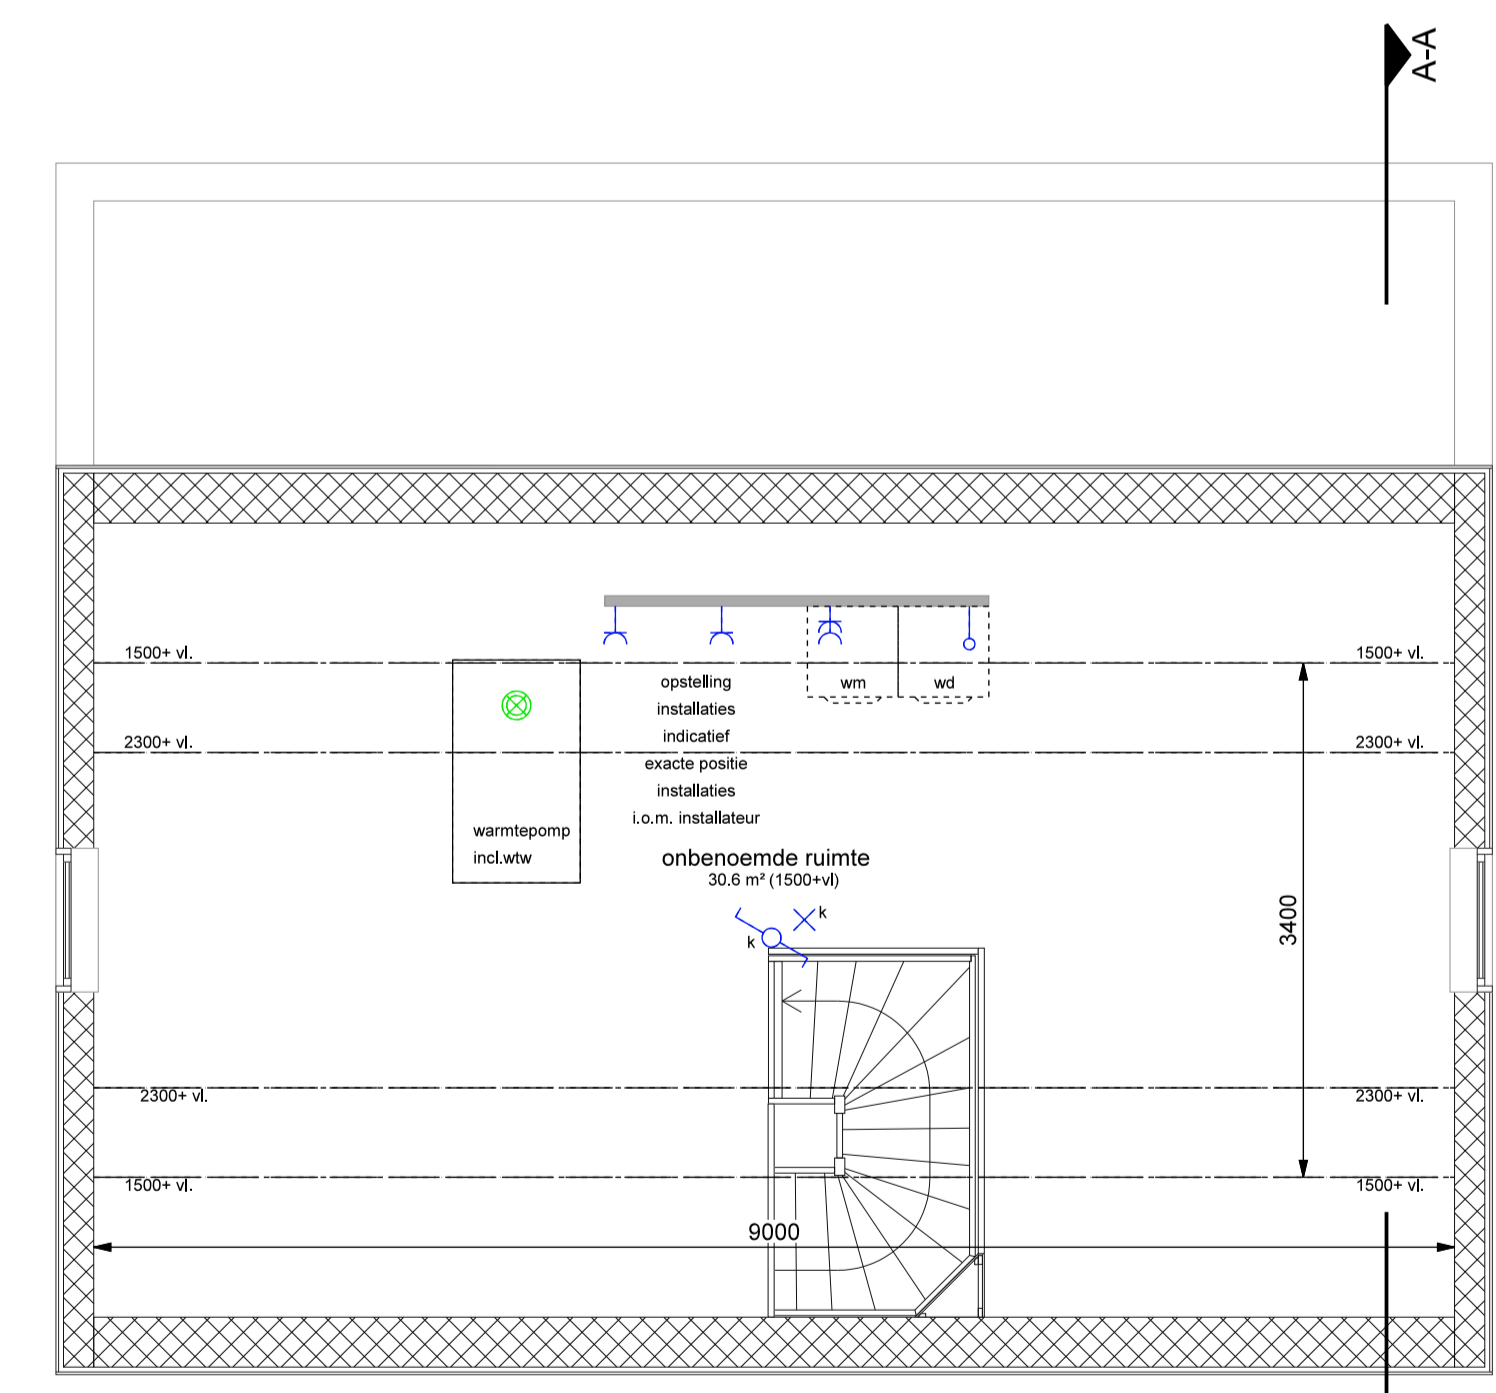 A-A
1500+ vl.
1500+ vl.
opstelling
installaties
indicatief
exacte positie
installaties
i.o.m. installateur
wm
wd
2300+ vl.
2300+ vl.
warmtepomp
incl.wtw
onbenoemde ruimte
30.6 m² (1500+vl)
k
k
3400
2300+ vl.
2300+ vl.
1500+ vl.
1500+ vl.
9000